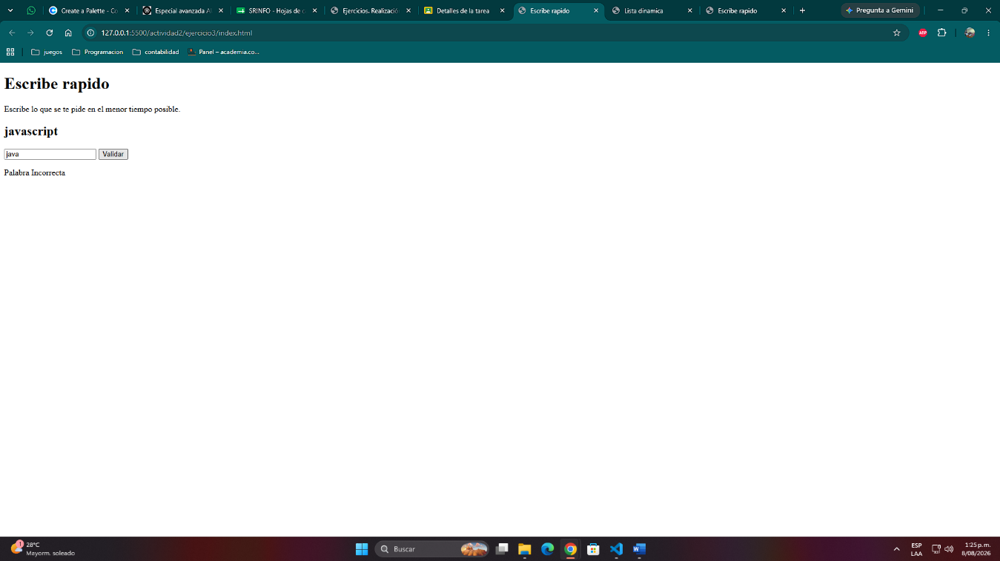 Create a Palette - Co
Especial avanzada Al
SRINFO - Hojas de c
Ejercicios. Realizació
Detalles de la tarea
Escribe rapido
Lista dinamica
Escribe rapido
Pregunta a Gemini
127.0.0.1:5500/actividad2/ejercicio3/index.html
ABP
juegos
Programacion
contabilidad
Panel – academia.co...
Escribe rapido
Escribe lo que se te pide en el menor tiempo posible.
javascript
java
Validar
Palabra Incorrecta
1
28°C
Mayorm. soleado
Buscar
ESP
LAA
1:25 p. m.
8/08/2026